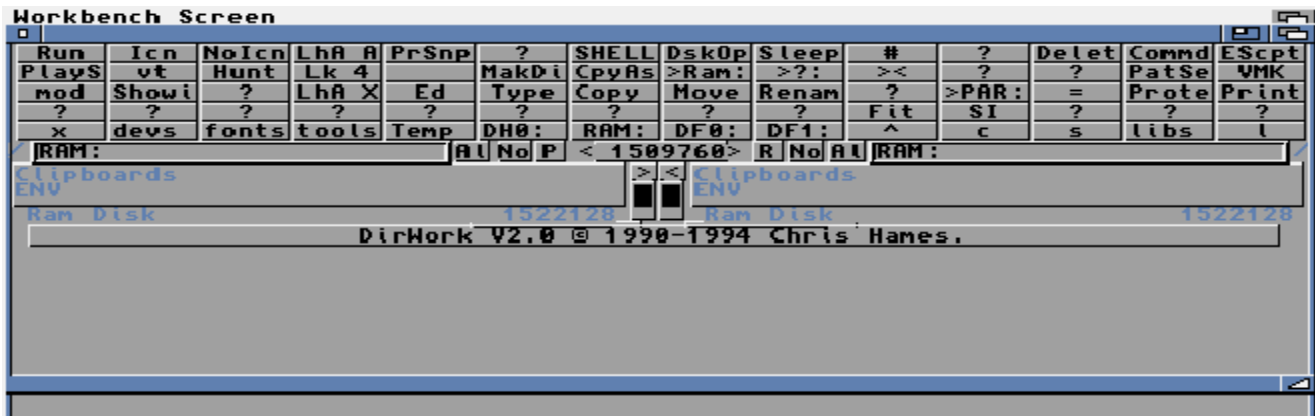 Workbench Screen
Run Icn NoIcn LhA A PrSnp ? SHELL DskOp Sleep # ? Delet Commd EScpt
PlayS vt Hunt Lk 4 MakDi CpyAs >Ram: >?: >< ? ? PatSe VMK
mod Showi ? LhA X Ed Type Copy Move Renam ? >PAR: = Prote Print
? ? ? ? ? ? ? ? ? Fit SI ? ? ?
x devs fonts tools Temp DH0: RAM: DF0: DF1: ^ c s libs l
/ RAM: Al No P < 1509760> R No Al RAM: /
Clipboards > < Clipboards
ENV ENV
Ram Disk 1522128 Ram Disk 1522128
DirWork V2.0 © 1990-1994 Chris Hames.